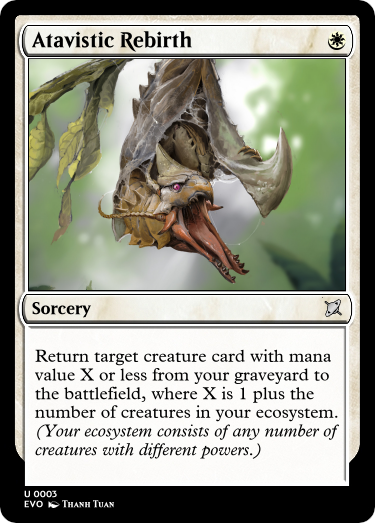 Atavistic Rebirth
Sorcery
Return target creature card with mana
value X or less from your graveyard to
the battlefield, where X is 1 plus the
number of creatures in your ecosystem.
(Your ecosystem consists of any number of
creatures with different powers.)
U 0003
EVO Thanh Tuan